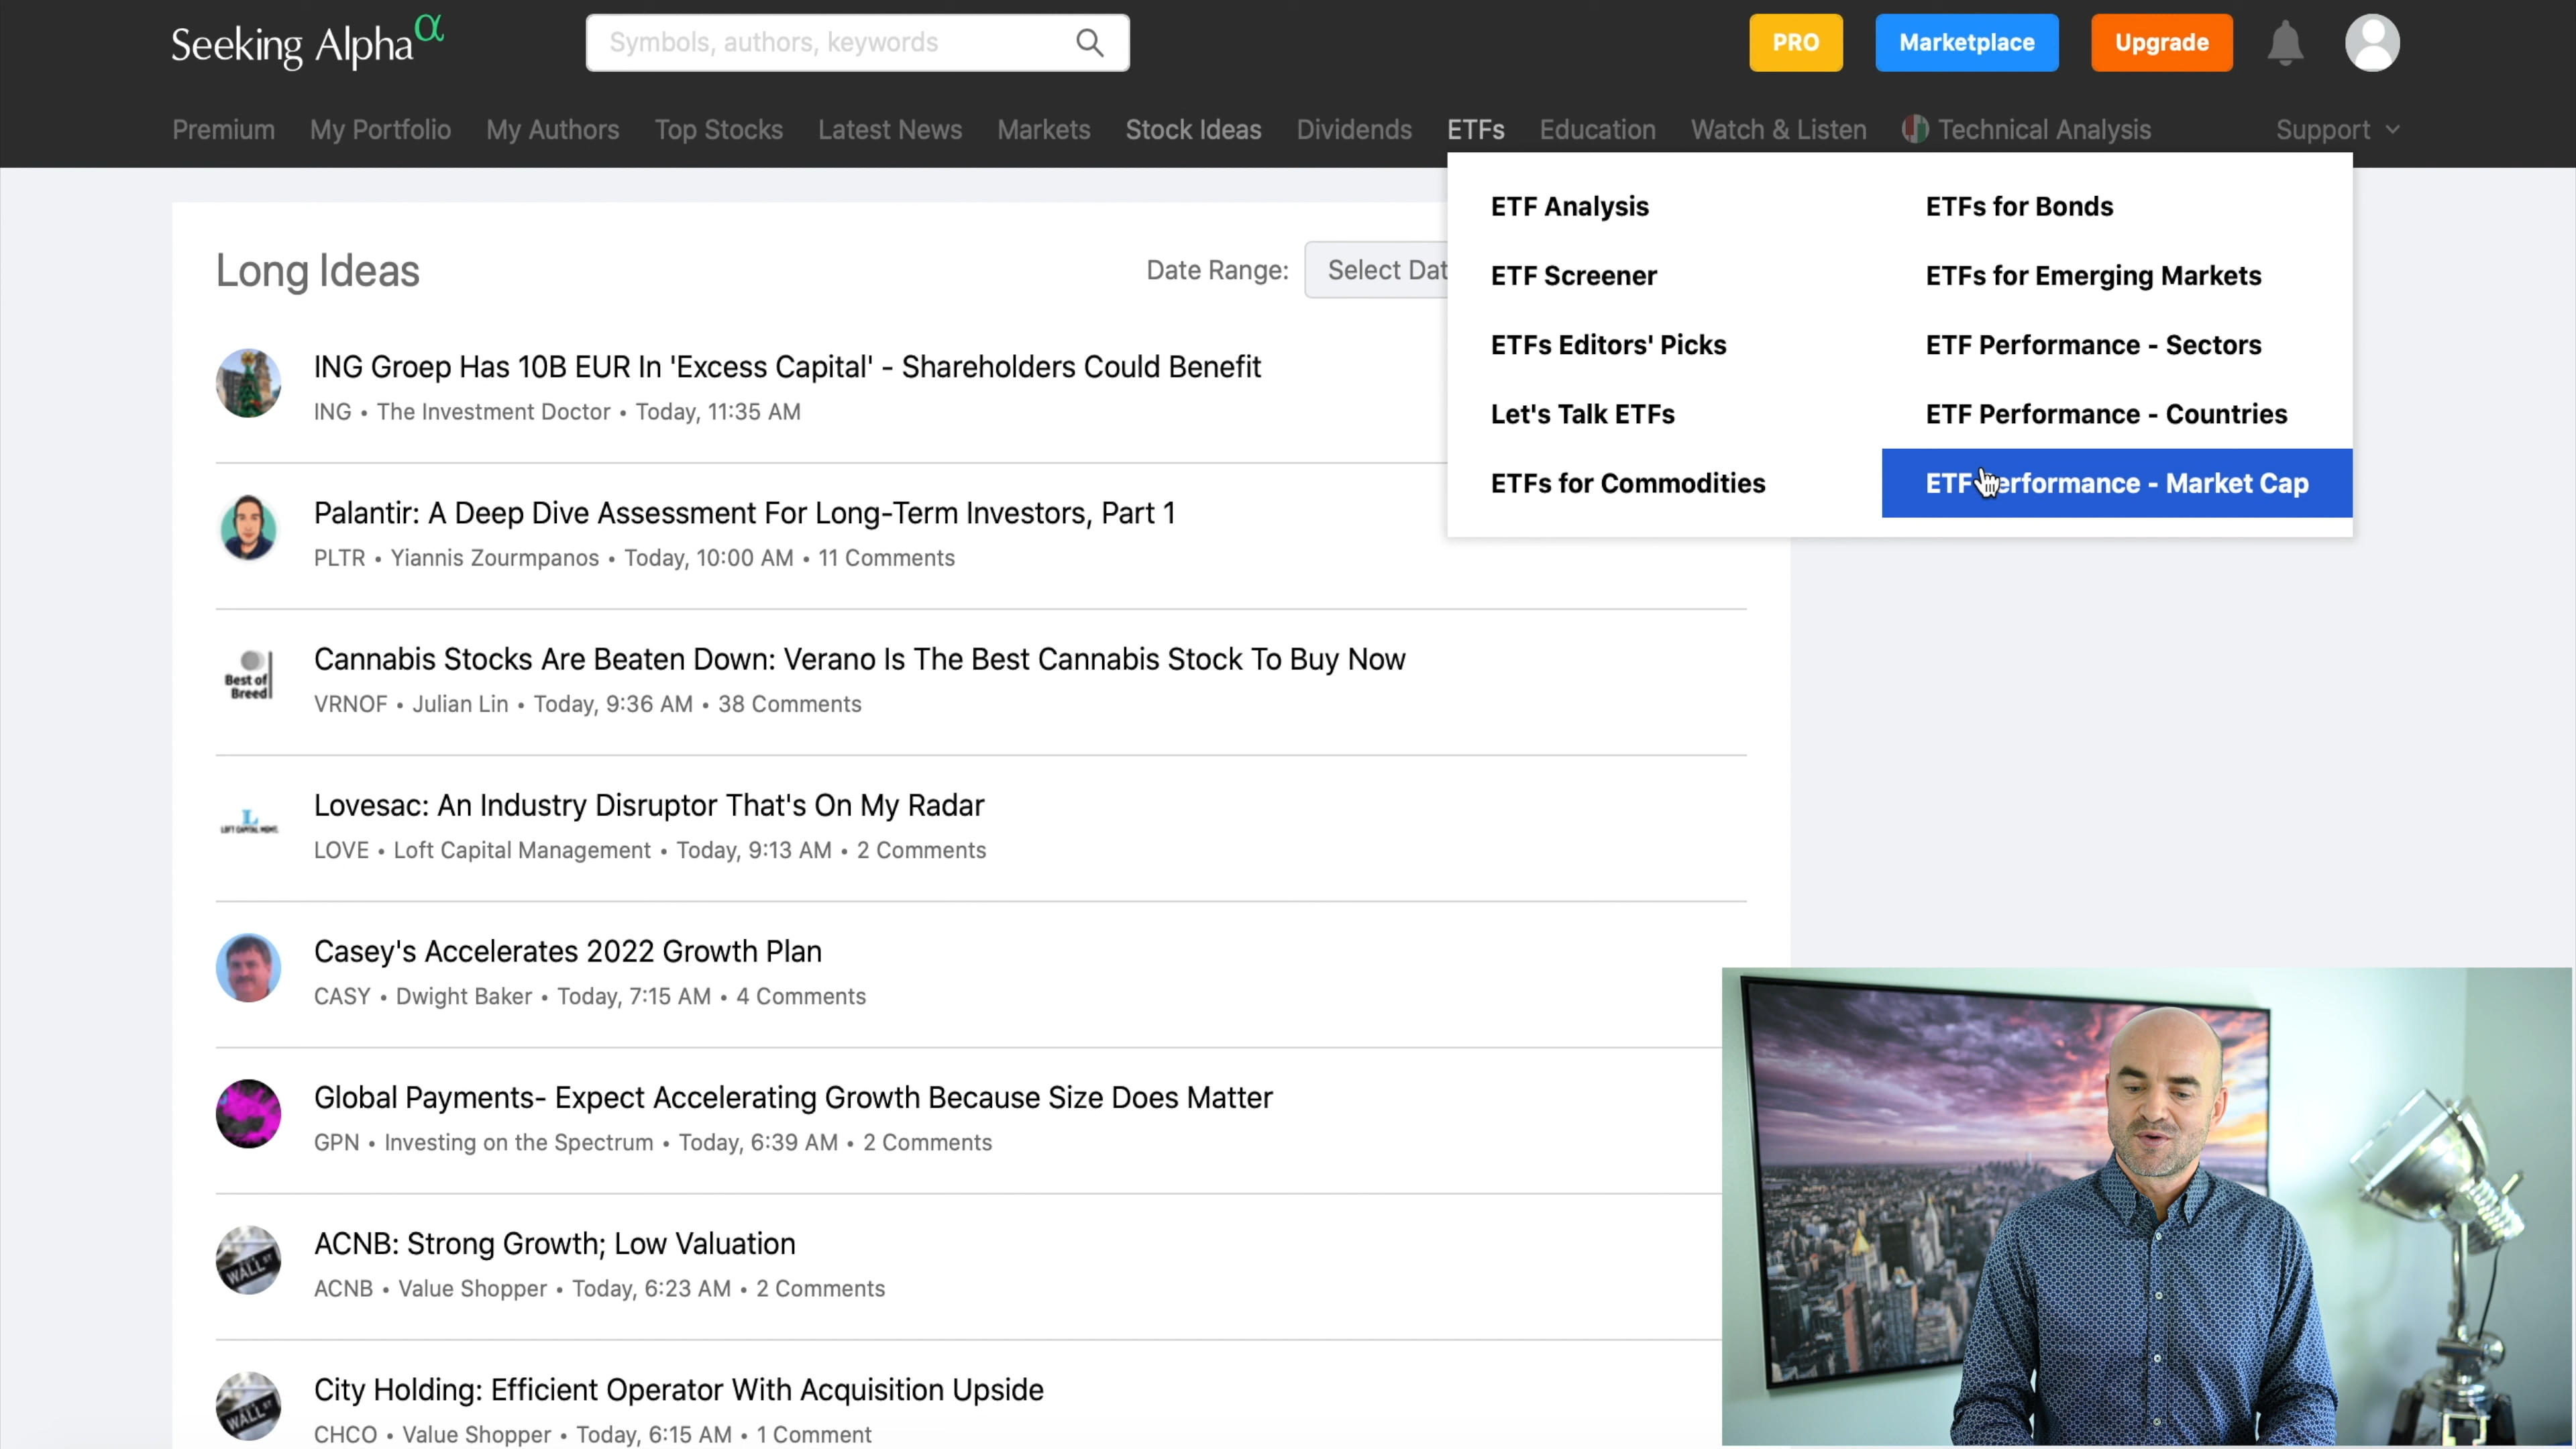 Seeking Alpha α
Symbols, authors, keywords
PRO
Marketplace
Upgrade
Premium
My Portfolio
My Authors
Top Stocks
Latest News
Markets
Stock Ideas
Dividends
ETFs
Education
Watch & Listen
Technical Analysis
Support
ETF Analysis
ETFs for Bonds
ETF Screener
ETFs for Emerging Markets
ETFs Editors' Picks
ETF Performance - Sectors
Let's Talk ETFs
ETF Performance - Countries
ETFs for Commodities
ETF Performance - Market Cap
Long Ideas
Date Range:
Select Dat
ING Groep Has 10B EUR In 'Excess Capital' - Shareholders Could Benefit
ING • The Investment Doctor • Today, 11:35 AM
Palantir: A Deep Dive Assessment For Long-Term Investors, Part 1
PLTR • Yiannis Zourmpanos • Today, 10:00 AM • 11 Comments
Best of
Breed
Cannabis Stocks Are Beaten Down: Verano Is The Best Cannabis Stock To Buy Now
VRNOF • Julian Lin • Today, 9:36 AM • 38 Comments
L
LOFT CAPITAL MGMT.
Lovesac: An Industry Disruptor That's On My Radar
LOVE • Loft Capital Management • Today, 9:13 AM • 2 Comments
Casey's Accelerates 2022 Growth Plan
CASY • Dwight Baker • Today, 7:15 AM • 4 Comments
Global Payments- Expect Accelerating Growth Because Size Does Matter
GPN • Investing on the Spectrum • Today, 6:39 AM • 2 Comments
WALL ST
ACNB: Strong Growth; Low Valuation
ACNB • Value Shopper • Today, 6:23 AM • 2 Comments
WALL ST
City Holding: Efficient Operator With Acquisition Upside
CHCO • Value Shopper • Today, 6:15 AM • 1 Comment